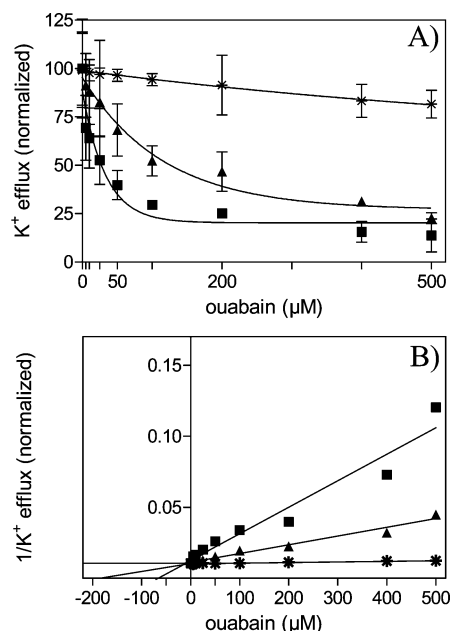 A)
K+ efflux (normalized)
125
100
75
50
25
0
0 50 200 500
ouabain (µM)
B)
1/K+ efflux (normalized)
0.15
0.10
0.05
-200 -100 0 100 200 300 400 500
ouabain (µM)